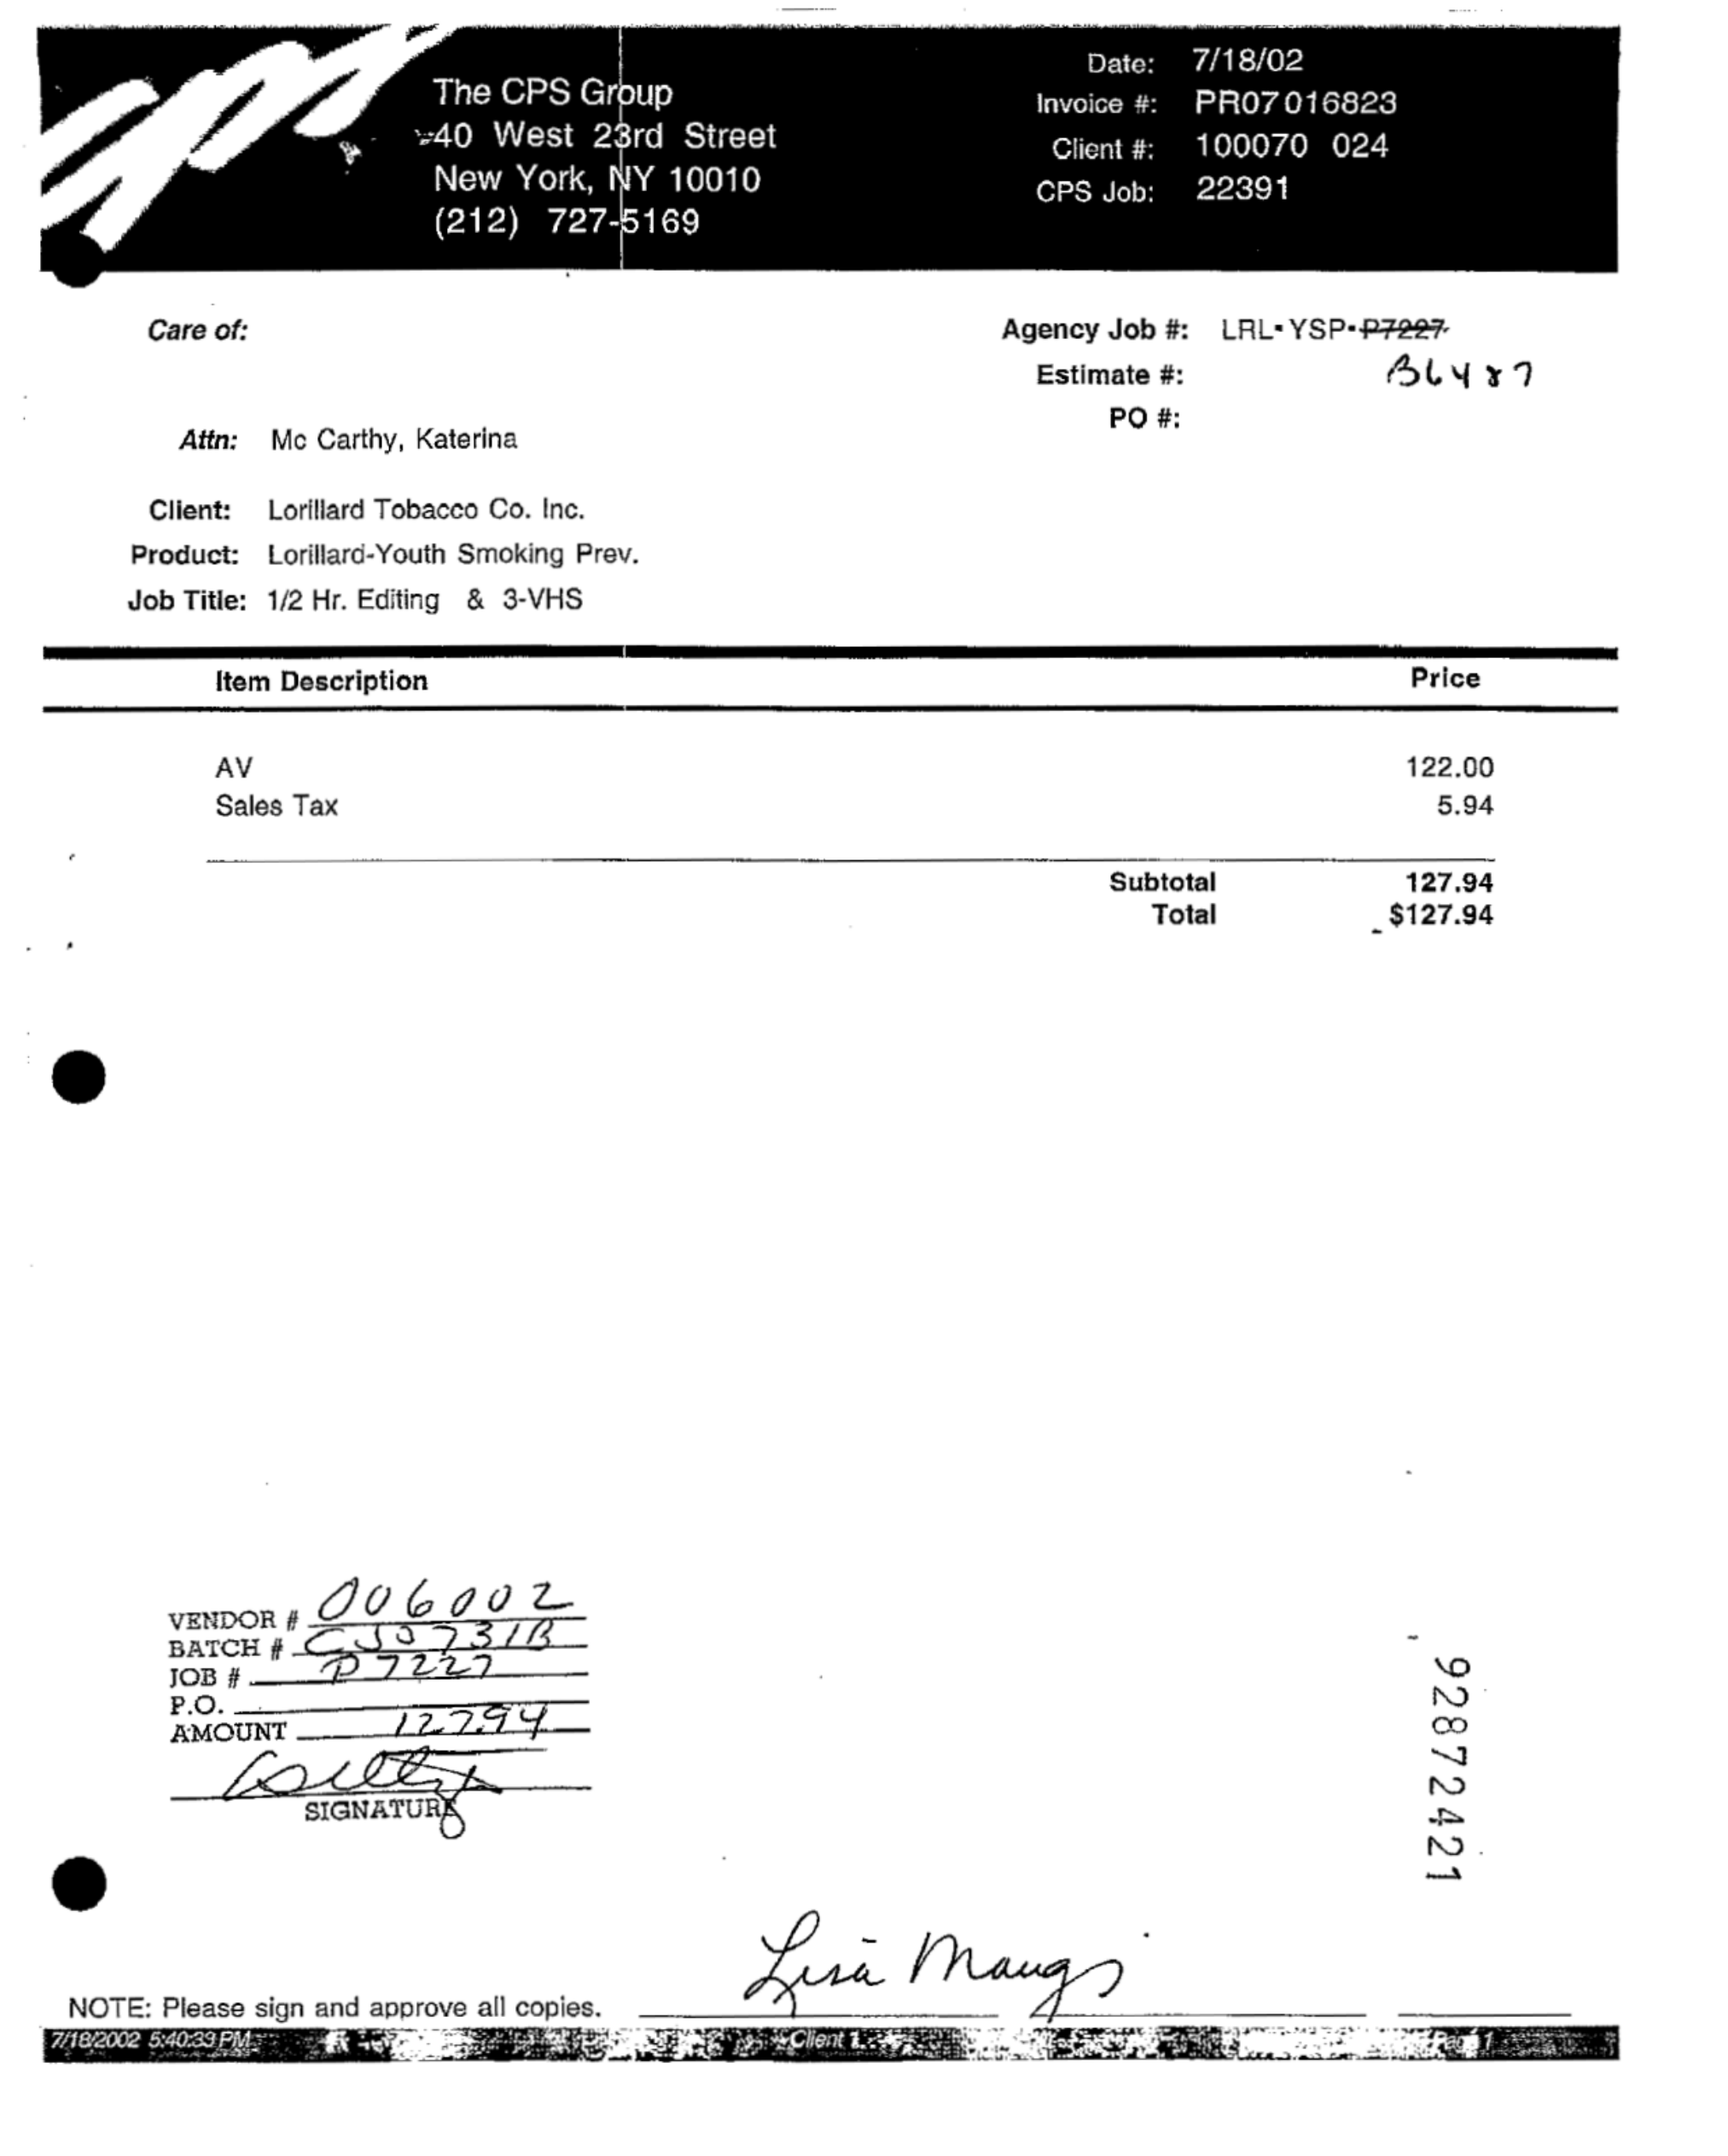 The CPS Group
40 West 23rd Street
New York, NY 10010
(212) 727-5169
Date: 7/18/02
Invoice #: PR07016823
Client #: 100070 024
CPS Job: 22391
Care of:
Agency Job #: LRL-YSP-P7227
Estimate #: B6487
PO #:
Attn: Mc Carthy, Katerina
Client: Lorillard Tobacco Co. Inc.
Product: Lorillard-Youth Smoking Prev.
Job Title: 1/2 Hr. Editing & 3-VHS
Item Description Price
AV 122.00
Sales Tax 5.94
Subtotal 127.94
Total $127.94
VENDOR # 006002
BATCH # CJ0731B
JOB # P7227
P.O.
AMOUNT 127.94
SIGNATURE
92872421
Lisa
NOTE: Please sign and approve all copies.
7/18/2002 5:40:39 PM Client 1 Page 1